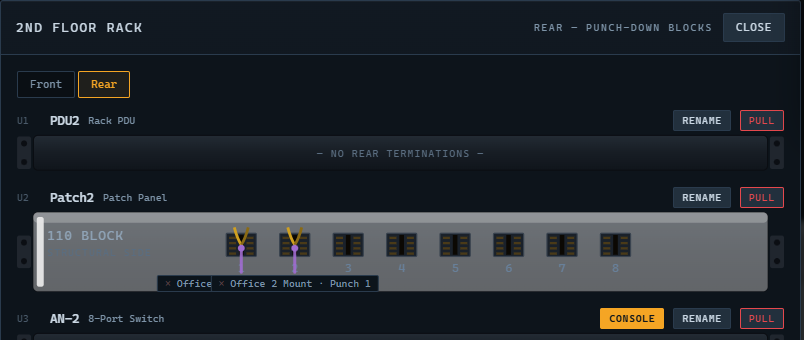 2ND FLOOR RACK
REAR — PUNCH-DOWN BLOCKS
CLOSE
Front
Rear
U1
PDU2 Rack PDU
RENAME
PULL
— NO REAR TERMINATIONS —
U2
Patch2 Patch Panel
RENAME
PULL
110 BLOCK
3 4 5 6 7 8
× Office
× Office 2 Mount · Punch 1
U3
AN-2 8-Port Switch
CONSOLE
RENAME
PULL